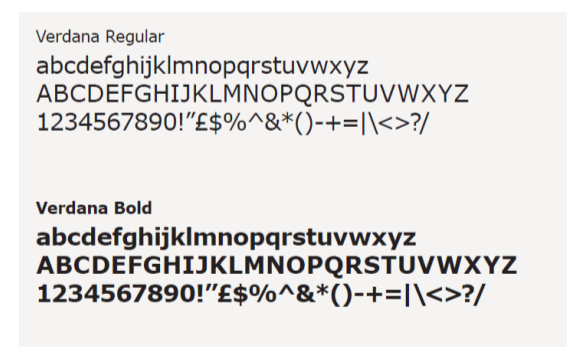 Verdana Regular
abcdefghijklmnopqrstuvwxyz
ABCDEFGHIJKLMNOPQRSTUVWXYZ
1234567890!”£$%^&*()-+=|\<>?/
Verdana Bold
abcdefghijklmnopqrstuvwxyz
ABCDEFGHIJKLMNOPQRSTUVWXYZ
1234567890!”£$%^&*()-+=|\<>?/